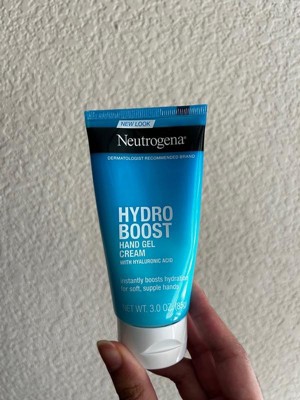 NEW LOOK
Neutrogena®
DERMATOLOGIST RECOMMENDED BRAND
HYDRO
BOOST
HAND GEL
CREAM
WITH HYALURONIC ACID
instantly boosts hydration
for soft, supple hands
NET WT. 3.0 OZ